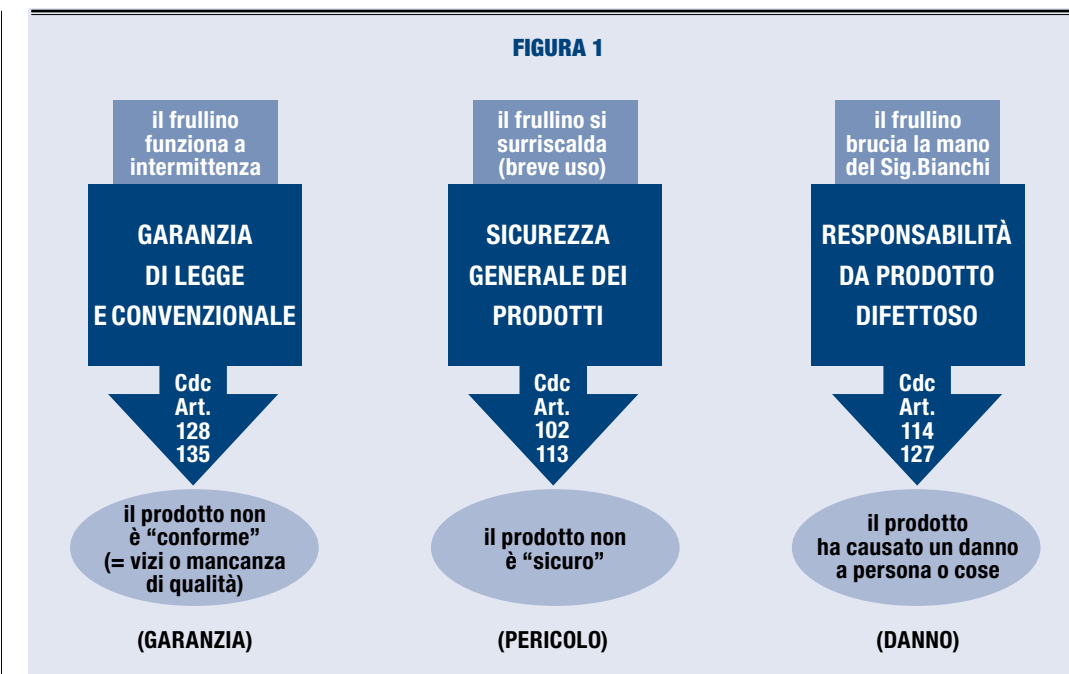 FIGURA 1
il frullino
funziona a
intermittenza
GARANZIA
DI LEGGE
E CONVENZIONALE
Cdc
Art.
128
135
il prodotto non
è “conforme”
(= vizi o mancanza
di qualità)
(GARANZIA)
il frullino si
surriscalda
(breve uso)
SICUREZZA
GENERALE DEI
PRODOTTI
Cdc
Art.
102
113
il prodotto non
è “sicuro”
(PERICOLO)
il frullino
brucia la mano
del Sig.Bianchi
RESPONSABILITÀ
DA PRODOTTO
DIFETTOSO
Cdc
Art.
114
127
il prodotto
ha causato un danno
a persona o cose
(DANNO)